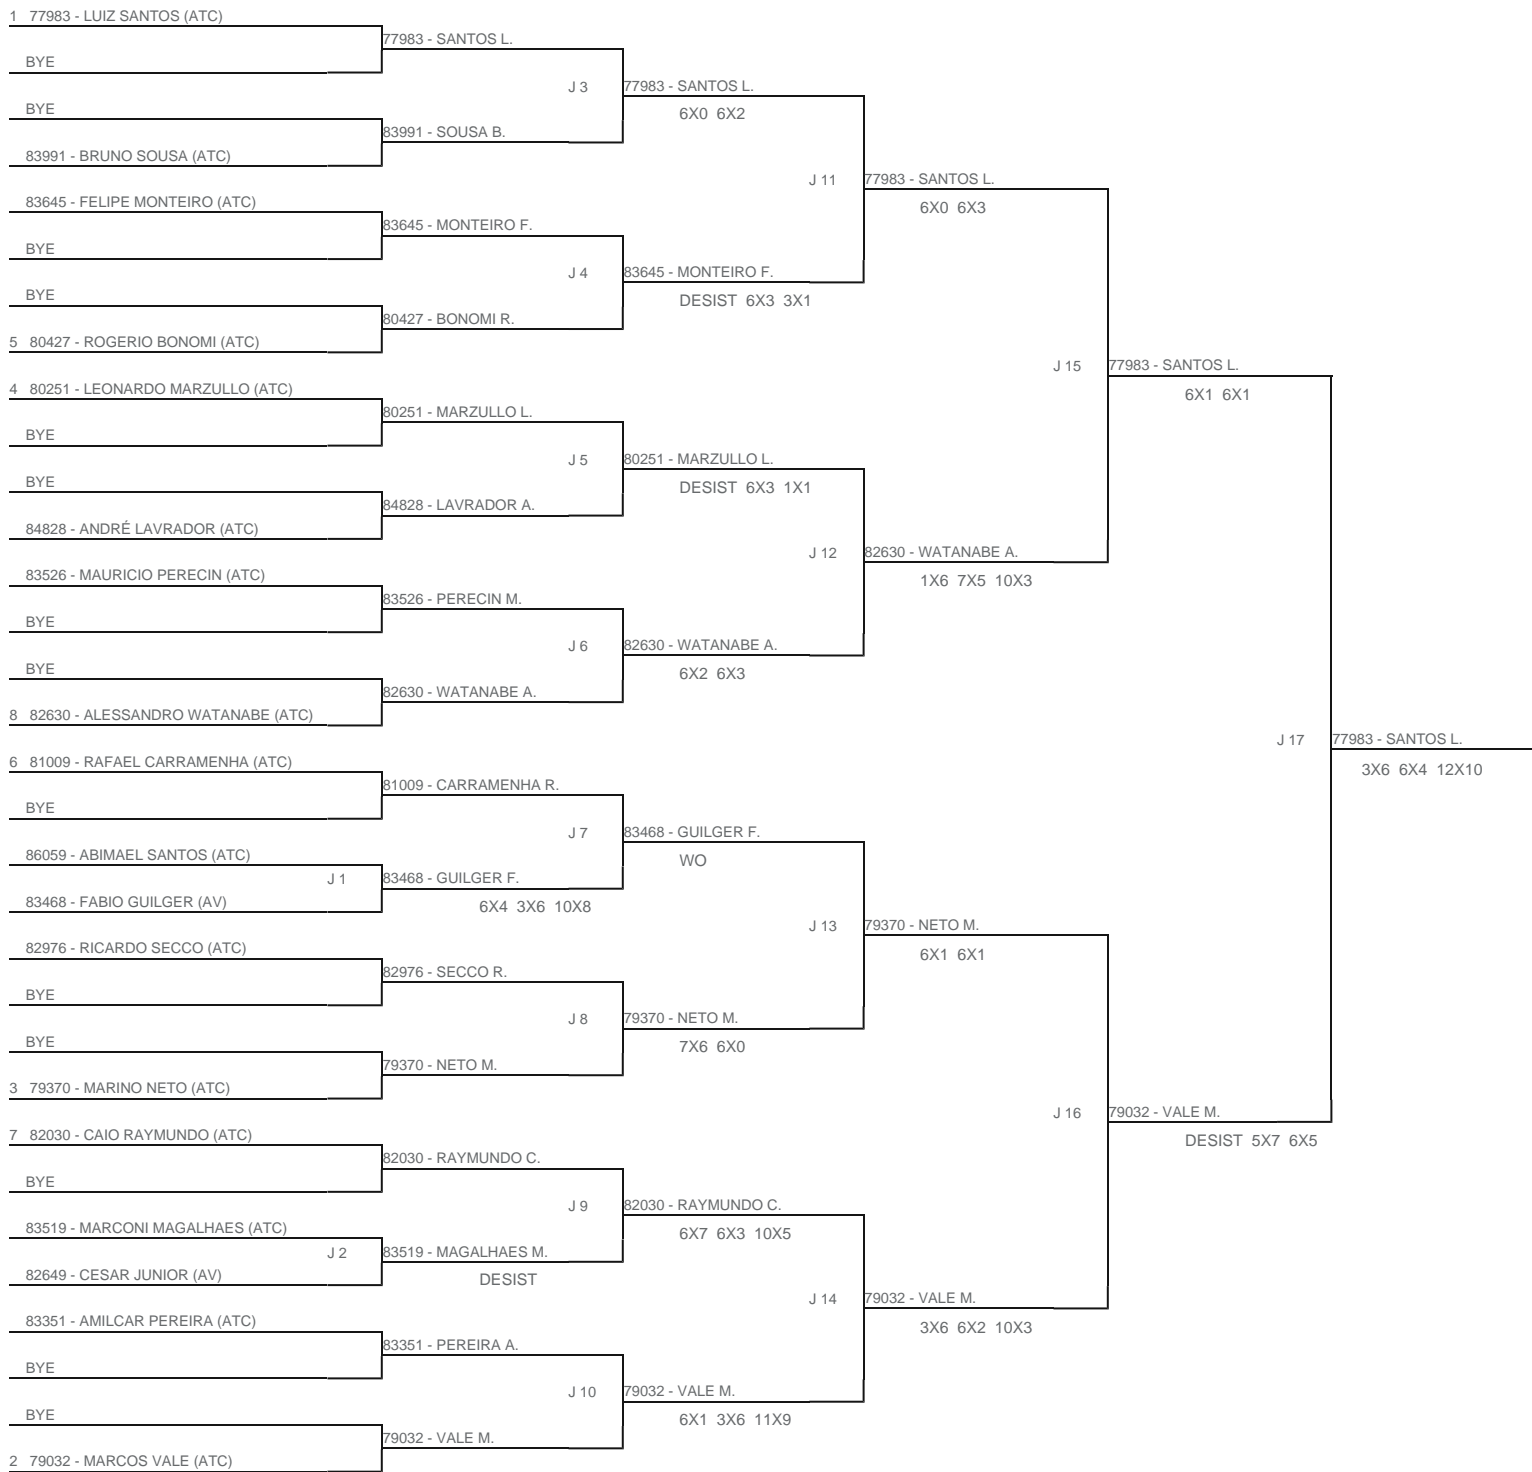 1 77983 - LUIZ SANTOS (ATC)
77983 - SANTOS L.
BYE
J 3
77983 - SANTOS L.
6X0 6X2
BYE
83991 - SOUSA B.
83991 - BRUNO SOUSA (ATC)
J 11
77983 - SANTOS L.
6X0 6X3
83645 - FELIPE MONTEIRO (ATC)
83645 - MONTEIRO F.
BYE
J 4
83645 - MONTEIRO F.
DESIST 6X3 3X1
BYE
80427 - BONOMI R.
5 80427 - ROGERIO BONOMI (ATC)
J 15
77983 - SANTOS L.
6X1 6X1
4 80251 - LEONARDO MARZULLO (ATC)
80251 - MARZULLO L.
BYE
J 5
80251 - MARZULLO L.
DESIST 6X3 1X1
BYE
84828 - LAVRADOR A.
84828 - ANDRÉ LAVRADOR (ATC)
J 12
82630 - WATANABE A.
1X6 7X5 10X3
83526 - MAURICIO PERECIN (ATC)
83526 - PERECIN M.
BYE
J 6
82630 - WATANABE A.
6X2 6X3
BYE
82630 - WATANABE A.
8 82630 - ALESSANDRO WATANABE (ATC)
J 17
77983 - SANTOS L.
3X6 6X4 12X10
6 81009 - RAFAEL CARRAMENHA (ATC)
81009 - CARRAMENHA R.
BYE
J 7
83468 - GUILGER F.
WO
86059 - ABIMAEL SANTOS (ATC)
J 1
83468 - GUILGER F.
6X4 3X6 10X8
83468 - FABIO GUILGER (AV)
J 13
79370 - NETO M.
6X1 6X1
82976 - RICARDO SECCO (ATC)
82976 - SECCO R.
BYE
J 8
79370 - NETO M.
7X6 6X0
BYE
79370 - NETO M.
3 79370 - MARINO NETO (ATC)
J 16
79032 - VALE M.
DESIST 5X7 6X5
7 82030 - CAIO RAYMUNDO (ATC)
82030 - RAYMUNDO C.
BYE
J 9
82030 - RAYMUNDO C.
6X7 6X3 10X5
83519 - MARCONI MAGALHAES (ATC)
J 2
83519 - MAGALHAES M.
DESIST
82649 - CESAR JUNIOR (AV)
J 14
79032 - VALE M.
3X6 6X2 10X3
83351 - AMILCAR PEREIRA (ATC)
83351 - PEREIRA A.
BYE
J 10
79032 - VALE M.
6X1 3X6 11X9
BYE
79032 - VALE M.
2 79032 - MARCOS VALE (ATC)